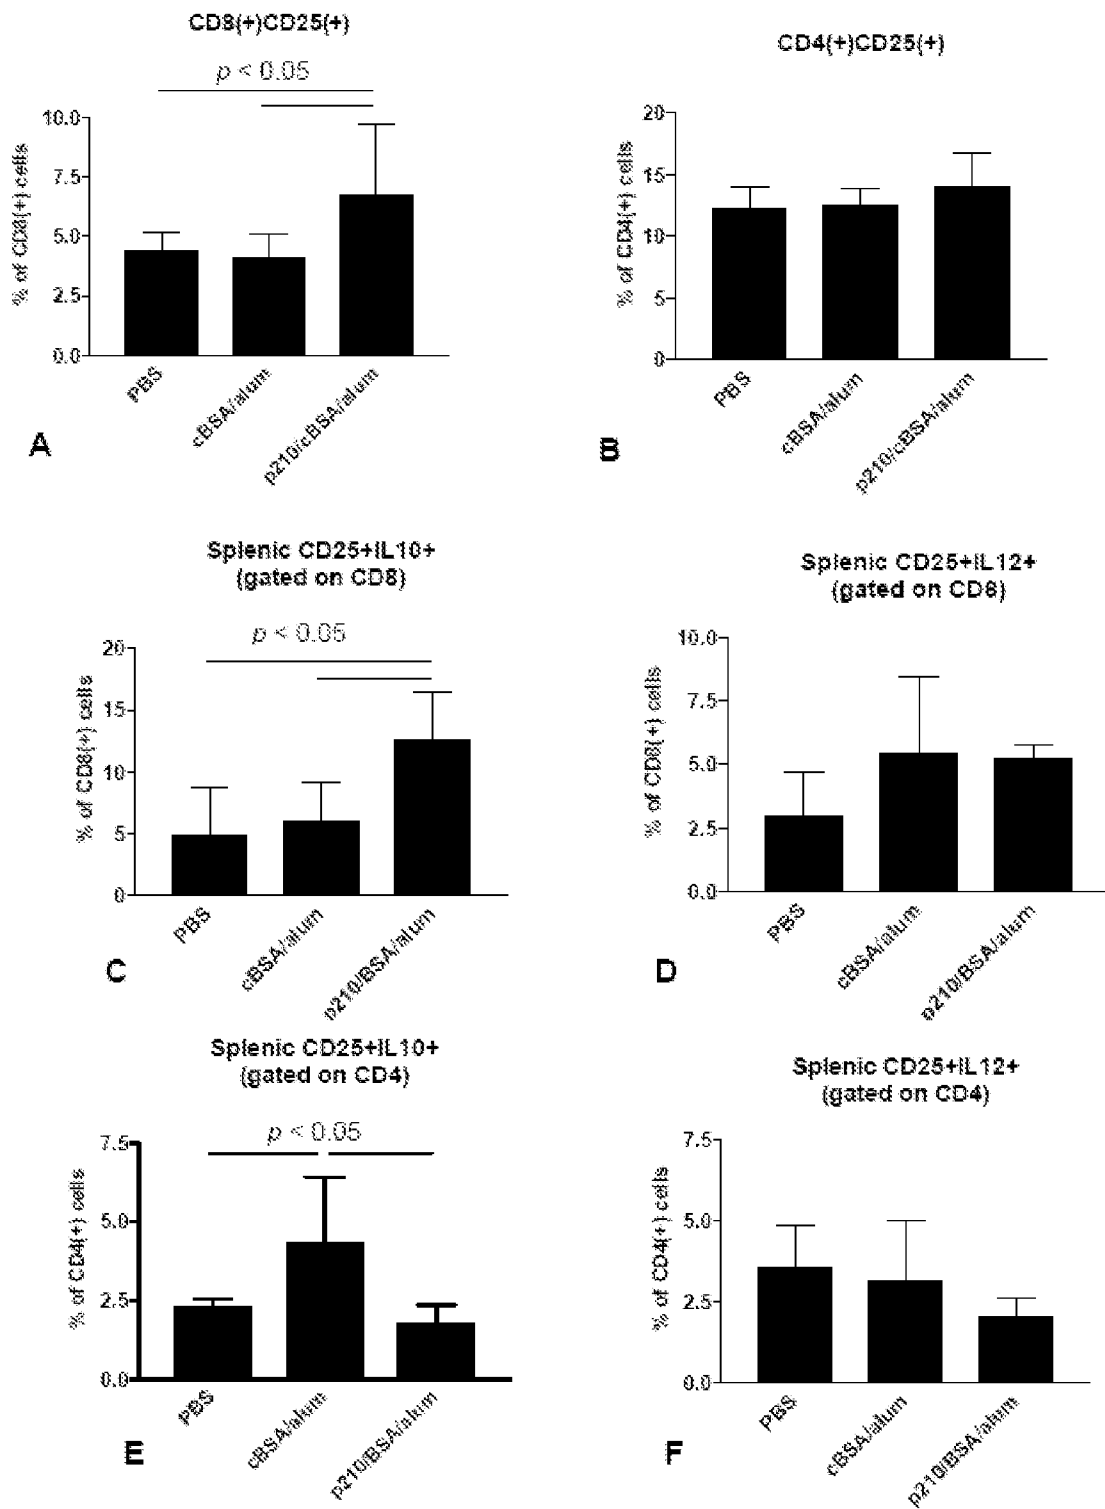 CD8(+)CD25(+)
p < 0.05
% of CD8(+) cells
10.0
7.5
5.0
2.5
0.0
PBS
cBSA/alum
p210/cBSA/alum
A
CD4(+)CD25(+)
% of CD4(+) cells
20
15
10
5
0
PBS
cBSA/alum
p210/cBSA/alum
B
Splenic CD25+IL10+
(gated on CD8)
p < 0.05
% of CD8(+) cells
20
15
10
5
0
PBS
cBSA/alum
p210/BSA/alum
C
Splenic CD25+IL12+
(gated on CD8)
% of CD8(+) cells
10.0
7.5
5.0
2.5
0.0
PBS
cBSA/alum
p210/BSA/alum
D
Splenic CD25+IL10+
(gated on CD4)
p < 0.05
% of CD4(+) cells
7.5
5.0
2.5
0.0
PBS
cBSA/alum
p210/BSA/alum
E
Splenic CD25+IL12+
(gated on CD4)
% of CD4(+) cells
7.5
5.0
2.5
0.0
PBS
cBSA/alum
p210/BSA/alum
F